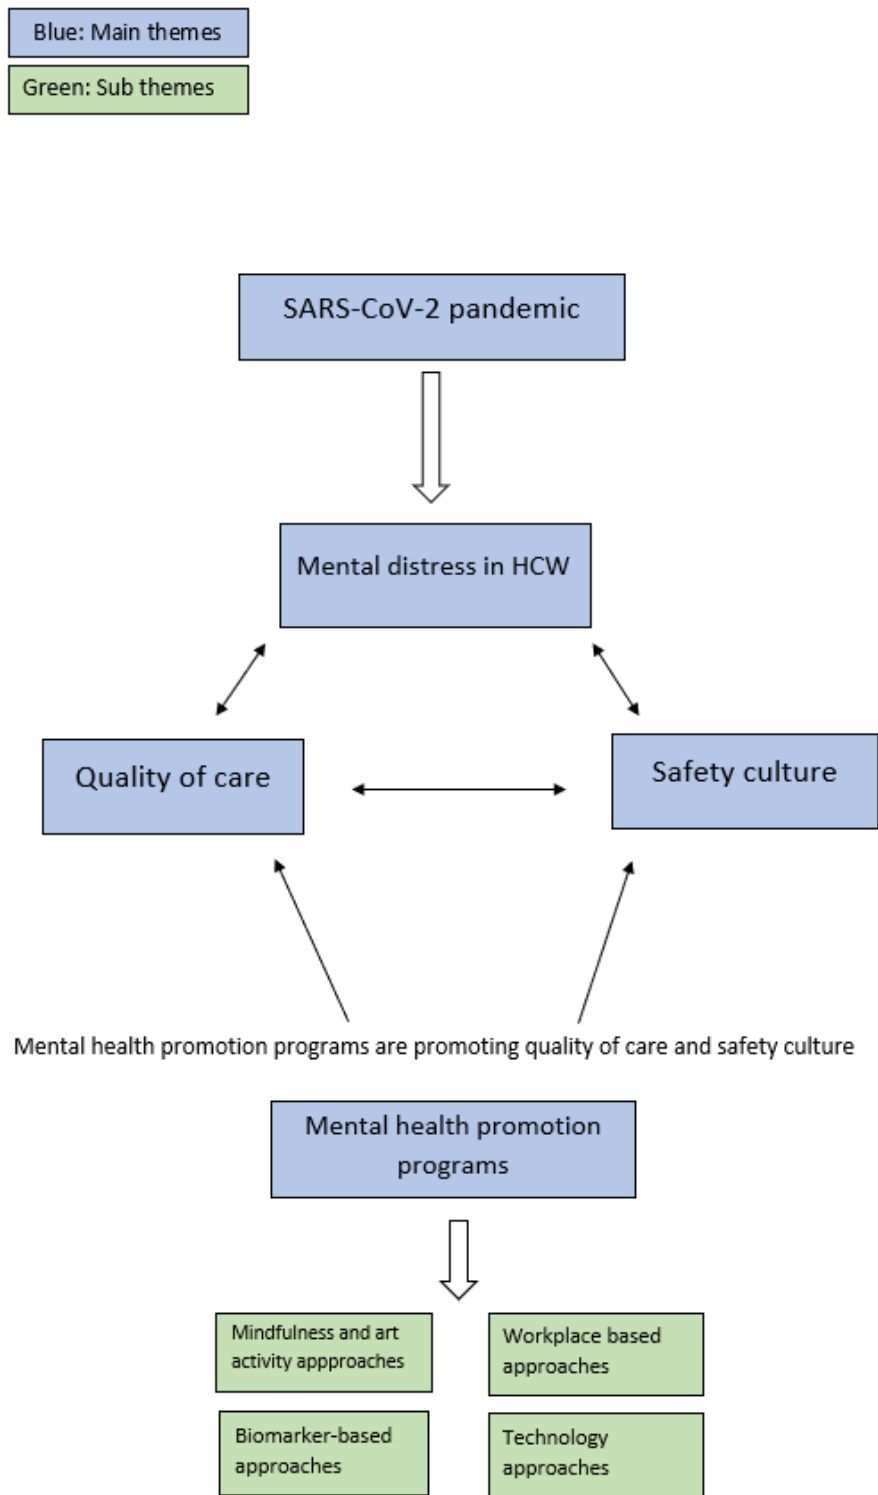 Blue: Main themes
Green: Sub themes
SARS-CoV-2 pandemic
Mental distress in HCW
Quality of care
Safety culture
Mental health promotion programs are promoting quality of care and safety culture
Mental health promotion
programs
Mindfulness and art
activity appproaches
Workplace based
approaches
Biomarker-based
approaches
Technology
approaches